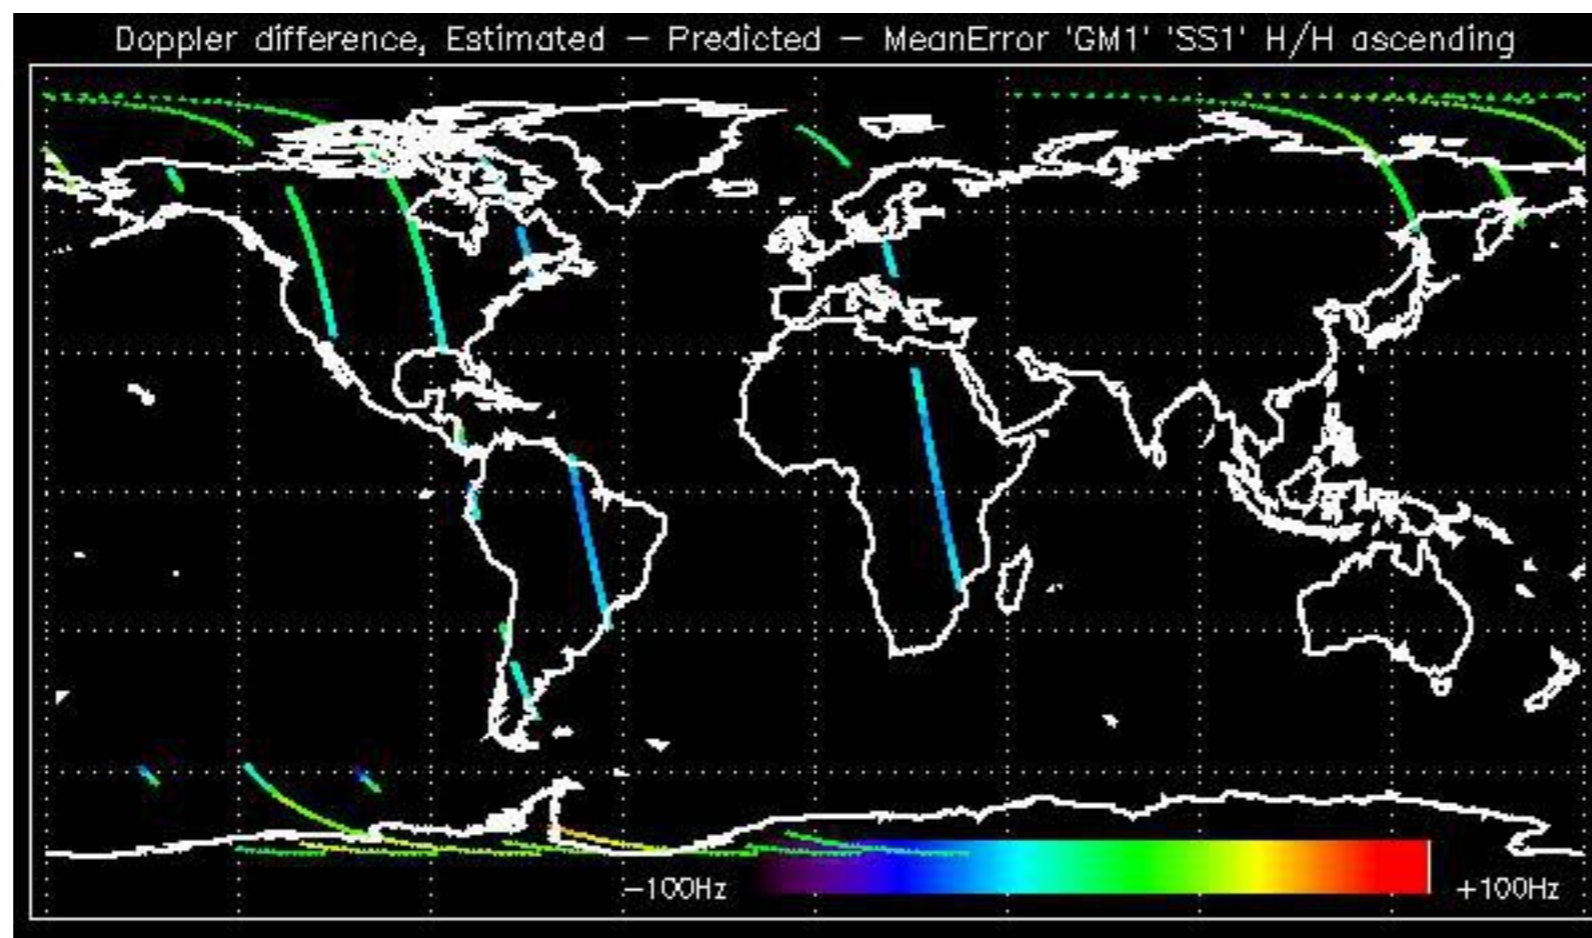 Doppler difference, Estimated — Predicted — MeanError 'GM1' 'SS1' H/H ascending
−100Hz
+100Hz